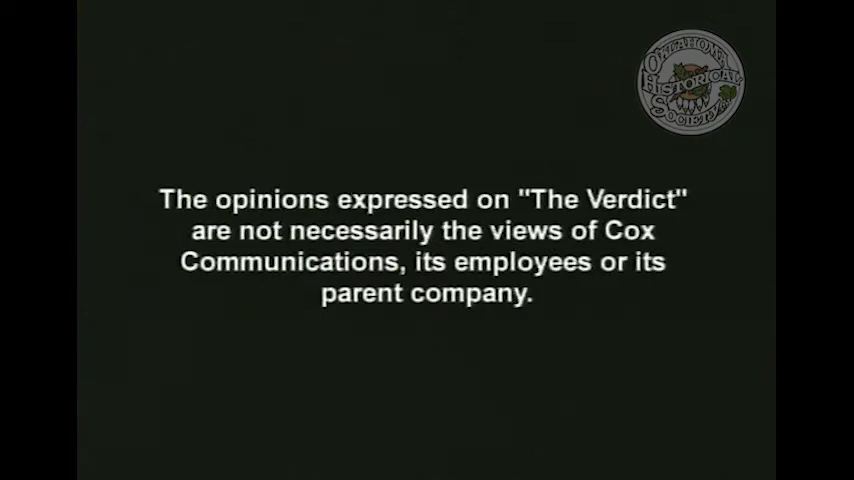 OKLAHOMA
HISTORICAL
SOCIETY
The opinions expressed on "The Verdict"
are not necessarily the views of Cox
Communications, its employees or its
parent company.